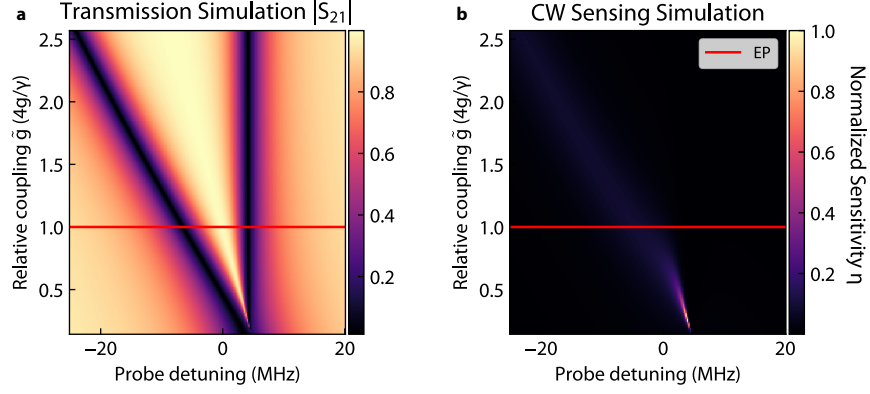 a Transmission Simulation |S21|
2.5
2.0
1.5
1.0
0.5
Relative coupling g̃ (4g/γ)
−20 0 20
Probe detuning (MHz)
0.8
0.6
0.4
0.2
b CW Sensing Simulation
EP
2.5
2.0
1.5
1.0
0.5
Relative coupling g̃ (4g/γ)
−20 0 20
Probe detuning (MHz)
1.0
0.8
0.6
0.4
0.2
Normalized Sensitivity η